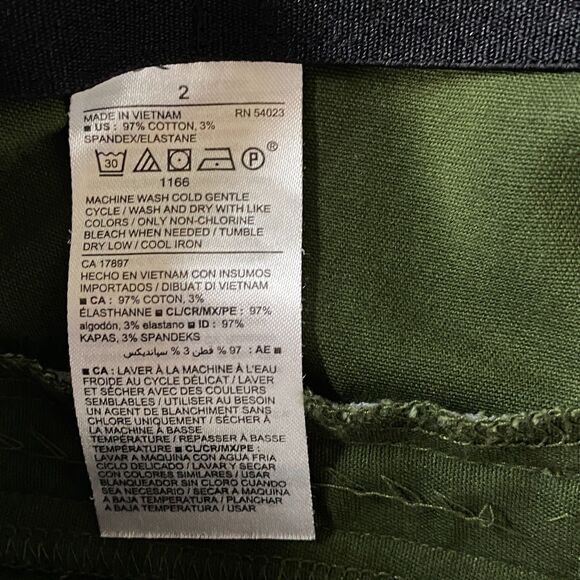 2
MADE IN VIETNAM RN 54023
■ US : 97% COTTON, 3%
SPANDEX/ELASTANE
30 P ®
1166
MACHINE WASH COLD GENTLE
CYCLE / WASH AND DRY WITH LIKE
COLORS / ONLY NON-CHLORINE
BLEACH WHEN NEEDED / TUMBLE
DRY LOW / COOL IRON
CA 17897
HECHO EN VIETNAM CON INSUMOS
IMPORTADOS / DIBUAT DI VIETNAM
■ CA : 97% COTON, 3%
ÉLASTHANNE ■ CL/CR/MX/PE : 97%
algodón, 3% elastano ■ ID : 97%
KAPAS, 3% SPANDEKS
■ AE : 97 % قطن 3 % سباندیکس
■ CA : LAVER À LA MACHINE À L'EAU
FROIDE AU CYCLE DÉLICAT / LAVER
ET SÉCHER AVEC DES COULEURS
SEMBLABLES / UTILISER AU BESOIN
UN AGENT DE BLANCHIMENT SANS
CHLORE UNIQUEMENT / SÉCHER À
LA MACHINE À BASSE
TEMPÉRATURE / REPASSER À BASSE
TEMPÉRATURE ■ CL/CR/MX/PE :
LAVAR A MAQUINA CON AGUA FRIA
CICLO DELICADO / LAVAR Y SECAR
CON COLORES SIMILARES / USAR
BLANQUEADOR SIN CLORO CUANDO
SEA NECESARIO / SECAR A MAQUINA
A BAJA TEMPERATURA / PLANCHAR
A BAJA TEMPERATURA / USAR